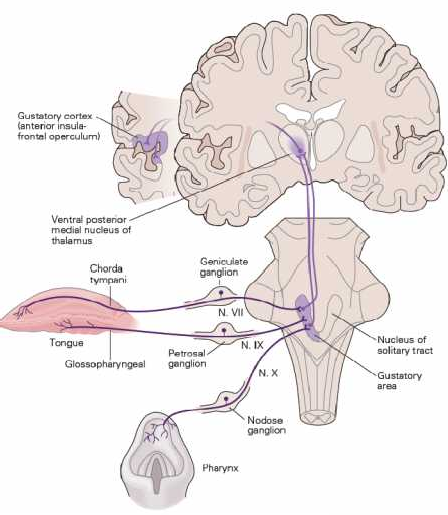 Gustatory cortex
(anterior insula-
frontal operculum)
Ventral posterior
medial nucleus of
thalamus
Chorda
tympani
Geniculate
ganglion
N. VII
Tongue
Glossopharyngeal
Petrosal
ganglion
N. IX
N. X
Nucleus of
solitary tract
Gustatory
area
Nodose
ganglion
Pharynx